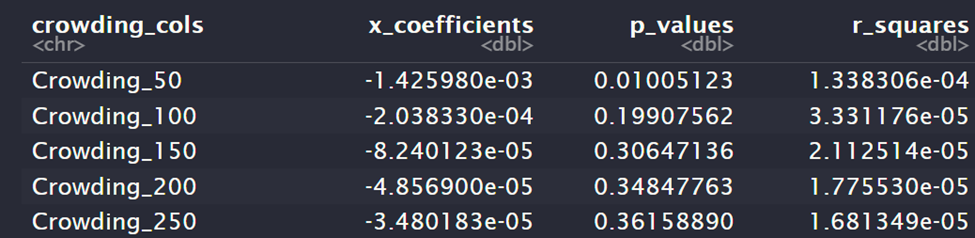 crowding_cols x_coefficients p_values r_squares
<chr> <dbl> <dbl> <dbl>
Crowding_50 -1.425980e-03 0.01005123 1.338306e-04
Crowding_100 -2.038330e-04 0.19907562 3.331176e-05
Crowding_150 -8.240123e-05 0.30647136 2.112514e-05
Crowding_200 -4.856900e-05 0.34847763 1.775530e-05
Crowding_250 -3.480183e-05 0.36158890 1.681349e-05